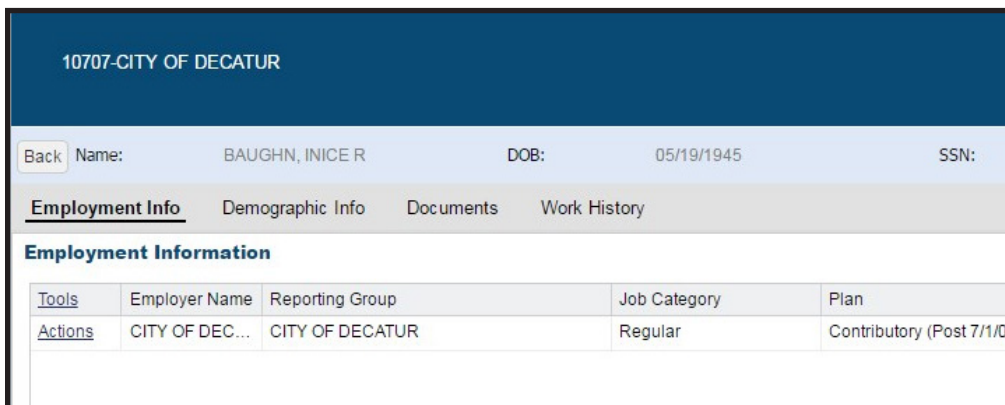 10707-CITY OF DECATUR
Back Name: BAUGHN, INICE R DOB: 05/19/1945 SSN:
Employment Info Demographic Info Documents Work History
Employment Information
Tools Employer Name Reporting Group Job Category Plan
Actions CITY OF DEC... CITY OF DECATUR Regular Contributory (Post 7/1/0